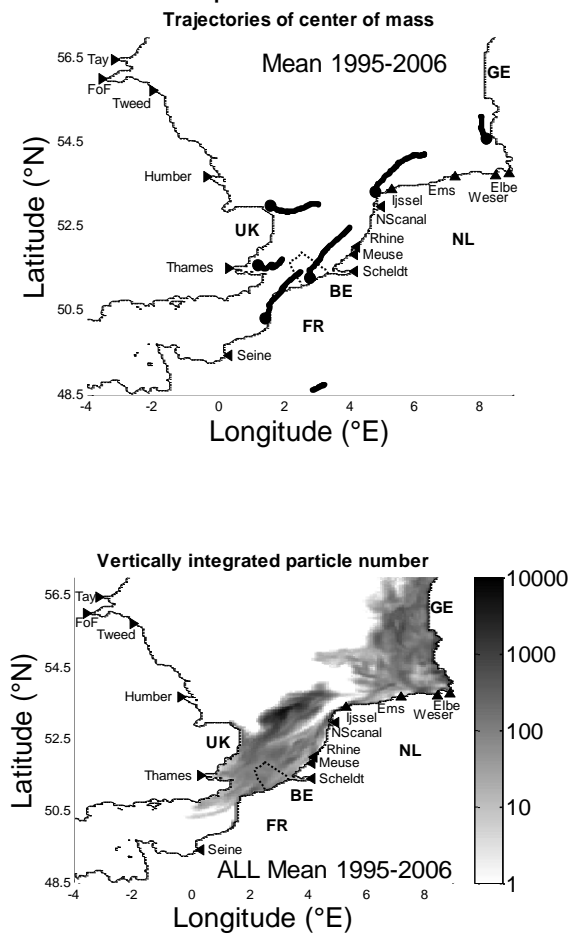 Trajectories of center of mass
Mean 1995-2006
56.5
54.5
52.5
50.5
48.5
Tay
FoF
Tweed
GE
Humber
Elbe
Weser
Ems
Ijssel
NScanal
UK
Rhine
NL
Meuse
Thames
Scheldt
BE
FR
Seine
-4
-2
0
2
4
6
8
Latitude (°N)
Longitude (°E)
Vertically integrated particle number
56.5
54.5
52.5
50.5
48.5
Tay
FoF
Tweed
GE
Humber
Elbe
Weser
Ems
Ijssel
NScanal
UK
Rhine
NL
Meuse
Thames
Scheldt
BE
FR
Seine
ALL Mean 1995-2006
-4
-2
0
2
4
6
8
Latitude (°N)
Longitude (°E)
10000
1000
100
10
1